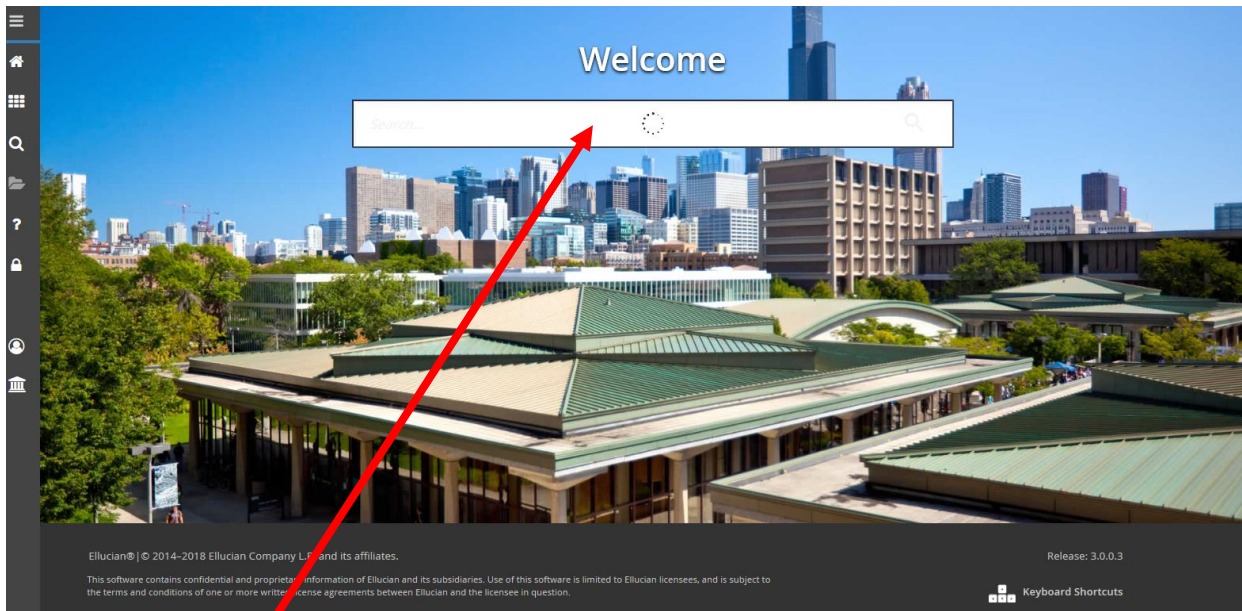 Welcome
Search...
?
Ellucian®|© 2014–2018 Ellucian Company L.P. and its affiliates.
Release: 3.0.0.3
This software contains confidential and proprietary information of Ellucian and its subsidiaries. Use of this software is limited to Ellucian licensees, and is subject to
the terms and conditions of one or more written license agreements between Ellucian and the licensee in question.
Keyboard Shortcuts